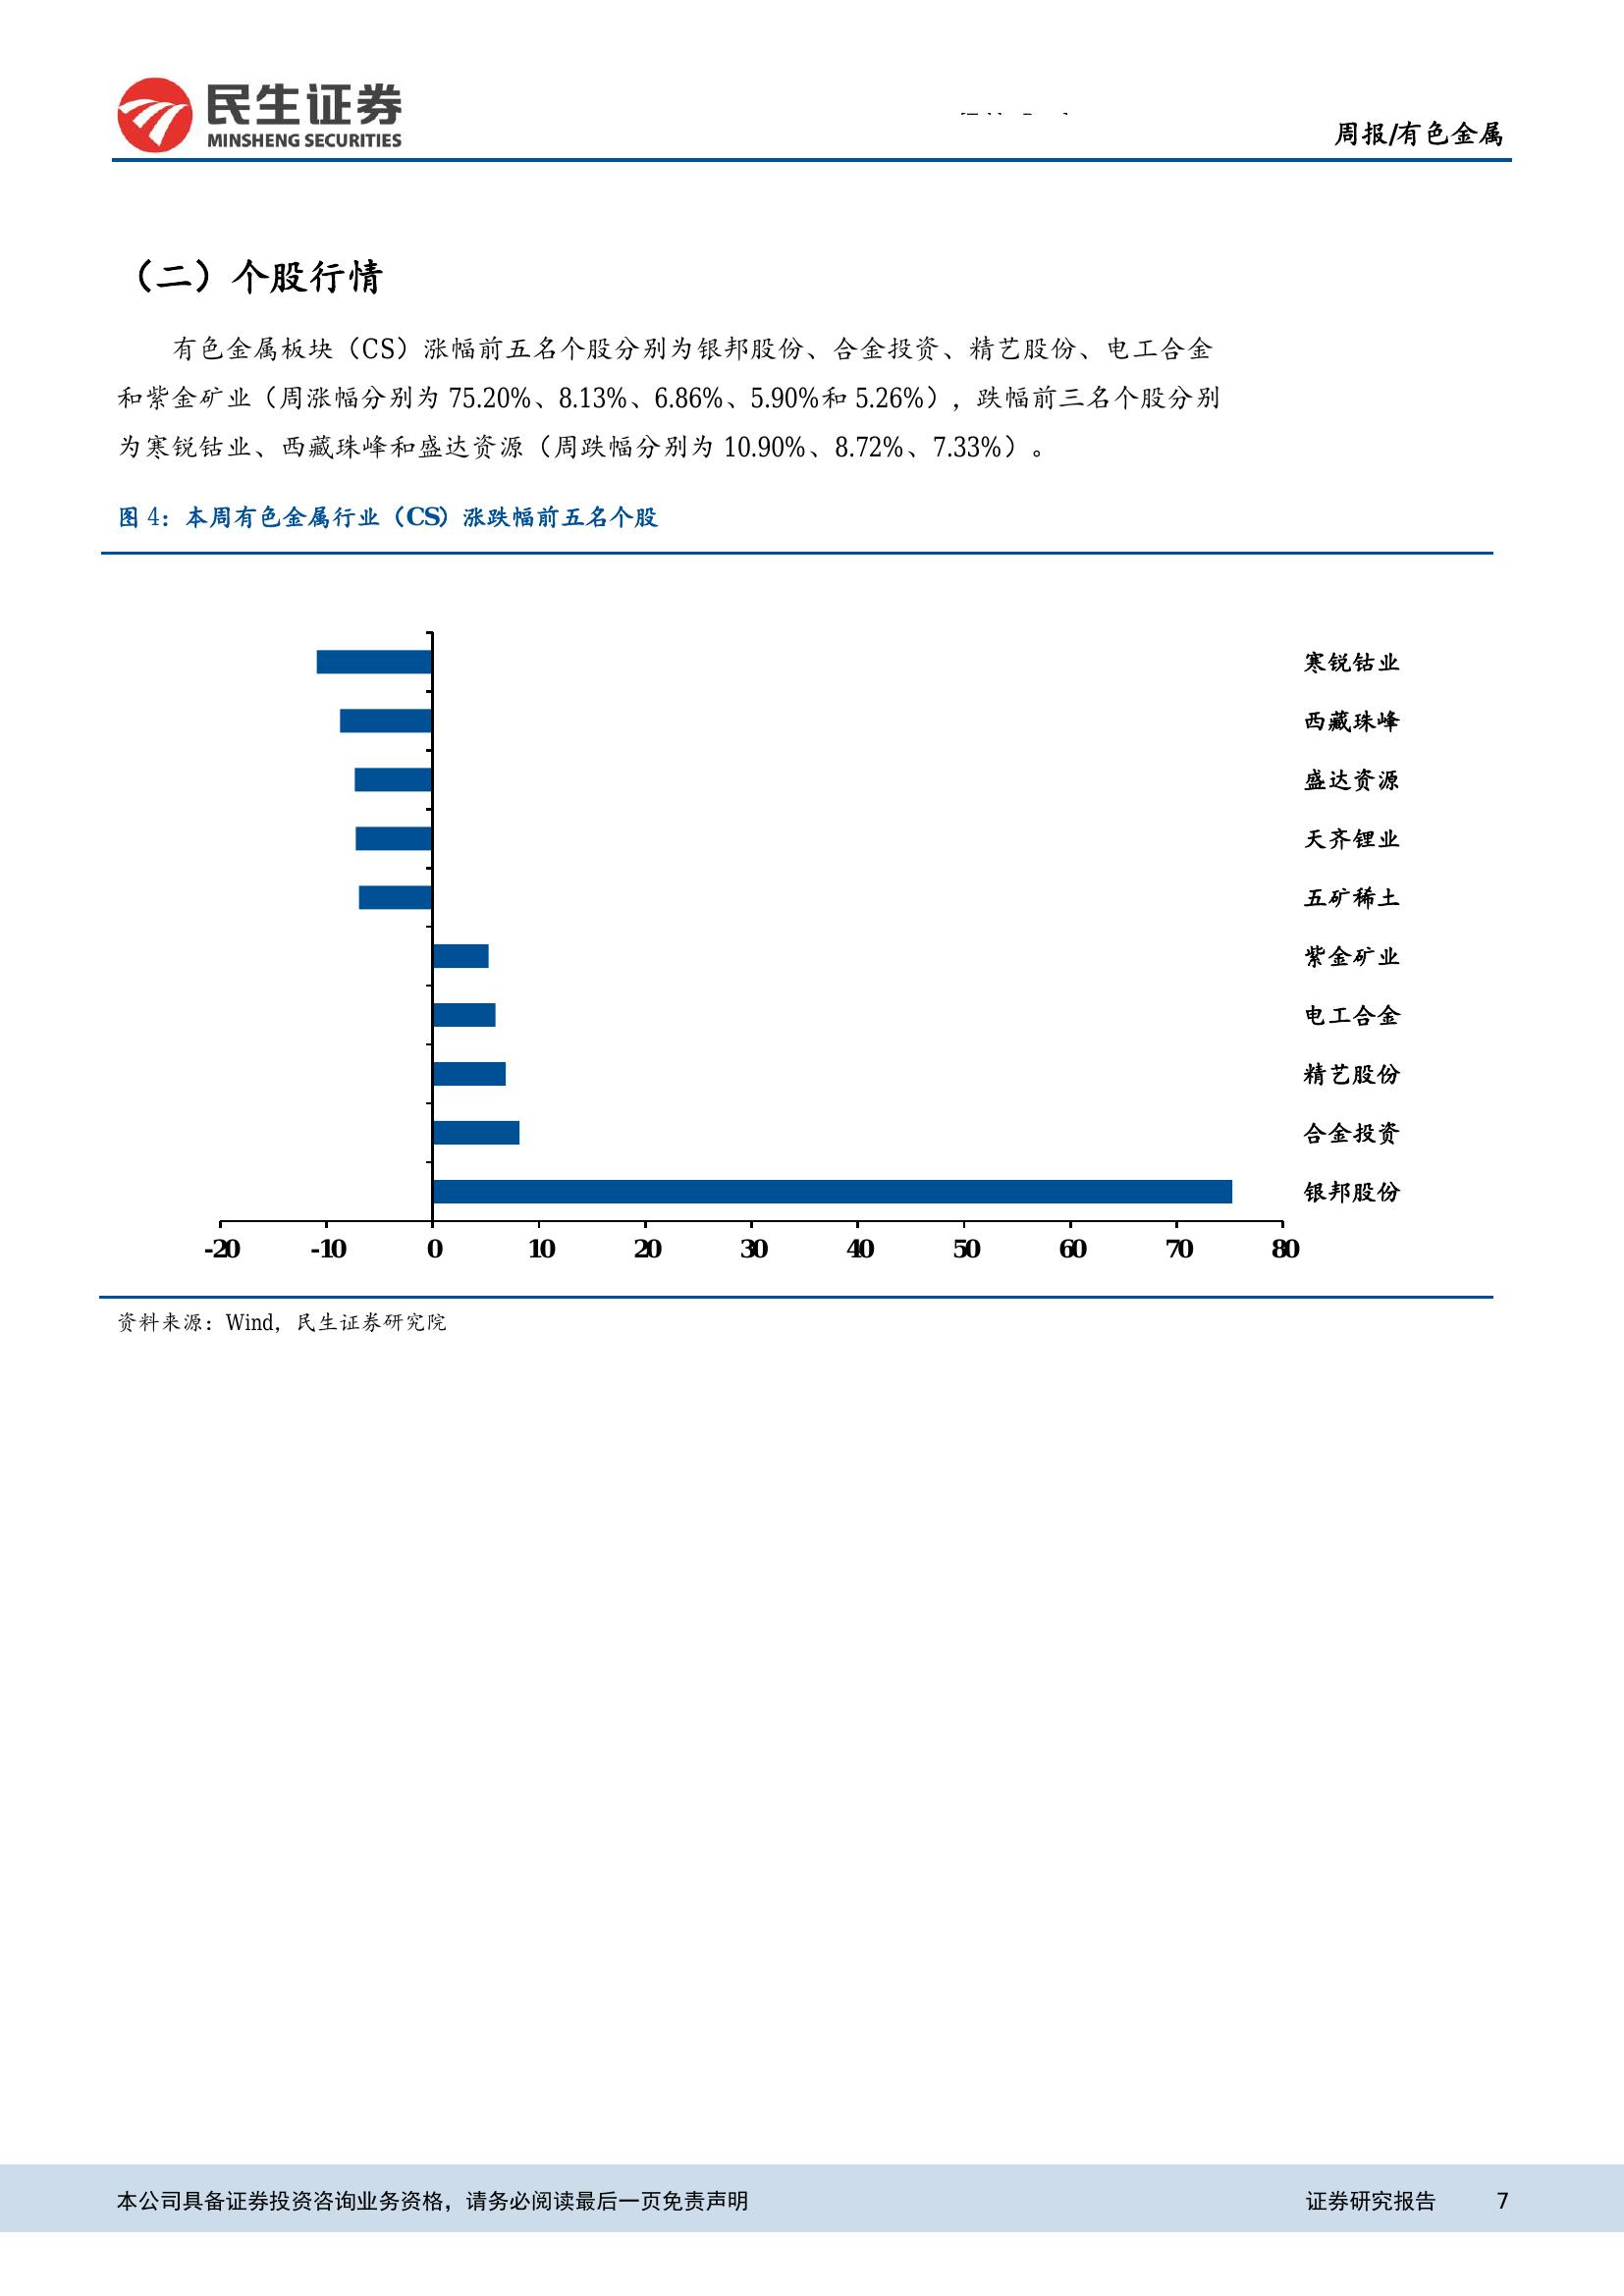 民生证券
MINSHENG SECURITIES
周报/有色金属
（二）个股行情
有色金属板块（CS）涨幅前五名个股分别为银邦股份、合金投资、精艺股份、电工合金
和紫金矿业（周涨幅分别为 75.20%、8.13%、6.86%、5.90%和 5.26%），跌幅前三名个股分别
为寒锐钴业、西藏珠峰和盛达资源（周跌幅分别为 10.90%、8.72%、7.33%）。
图 4：本周有色金属行业（CS）涨跌幅前五名个股
寒锐钴业
西藏珠峰
盛达资源
天齐锂业
五矿稀土
紫金矿业
电工合金
精艺股份
合金投资
银邦股份
-20 -10 0 10 20 30 40 50 60 70 80
资料来源：Wind，民生证券研究院
本公司具备证券投资咨询业务资格，请务必阅读最后一页免责声明 证券研究报告 7